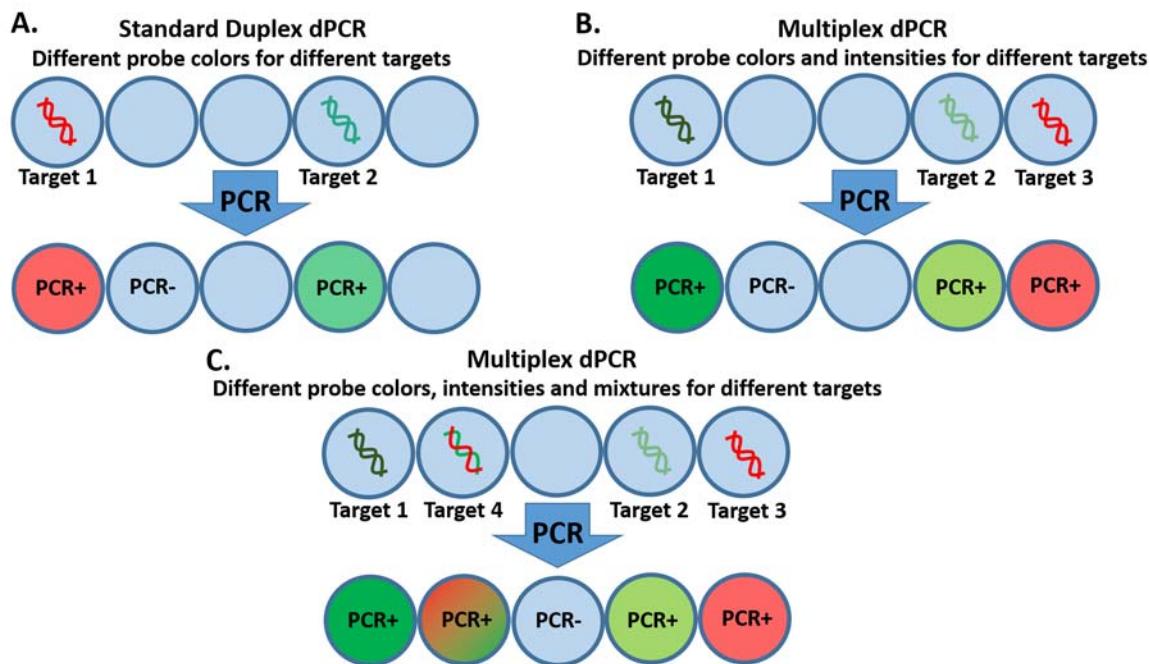 A.
Standard Duplex dPCR
Different probe colors for different targets
Target 1
Target 2
PCR
PCR+
PCR-
PCR+
B.
Multiplex dPCR
Different probe colors and intensities for different targets
Target 1
Target 2
Target 3
PCR
PCR+
PCR-
PCR+
PCR+
C.
Multiplex dPCR
Different probe colors, intensities and mixtures for different targets
Target 1
Target 4
Target 2
Target 3
PCR
PCR+
PCR+
PCR-
PCR+
PCR+